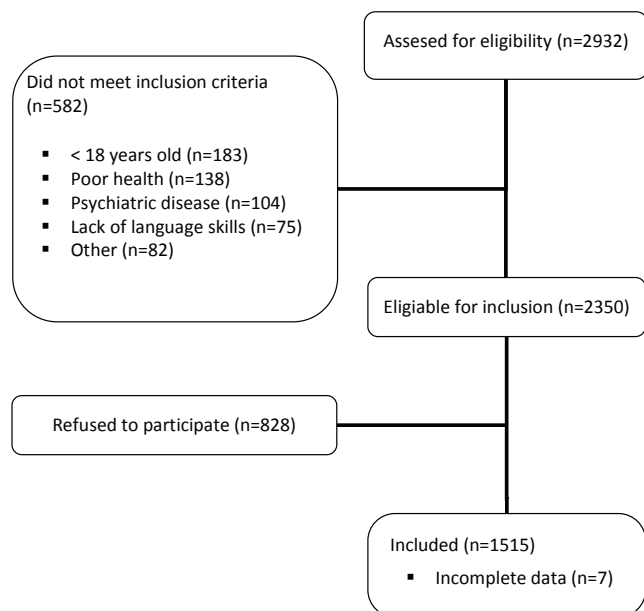 Assesed for eligibility (n=2932)
Did not meet inclusion criteria
(n=582)
▪ < 18 years old (n=183)
▪ Poor health (n=138)
▪ Psychiatric disease (n=104)
▪ Lack of language skills (n=75)
▪ Other (n=82)
Eligiable for inclusion (n=2350)
Refused to participate (n=828)
Included (n=1515)
▪ Incomplete data (n=7)